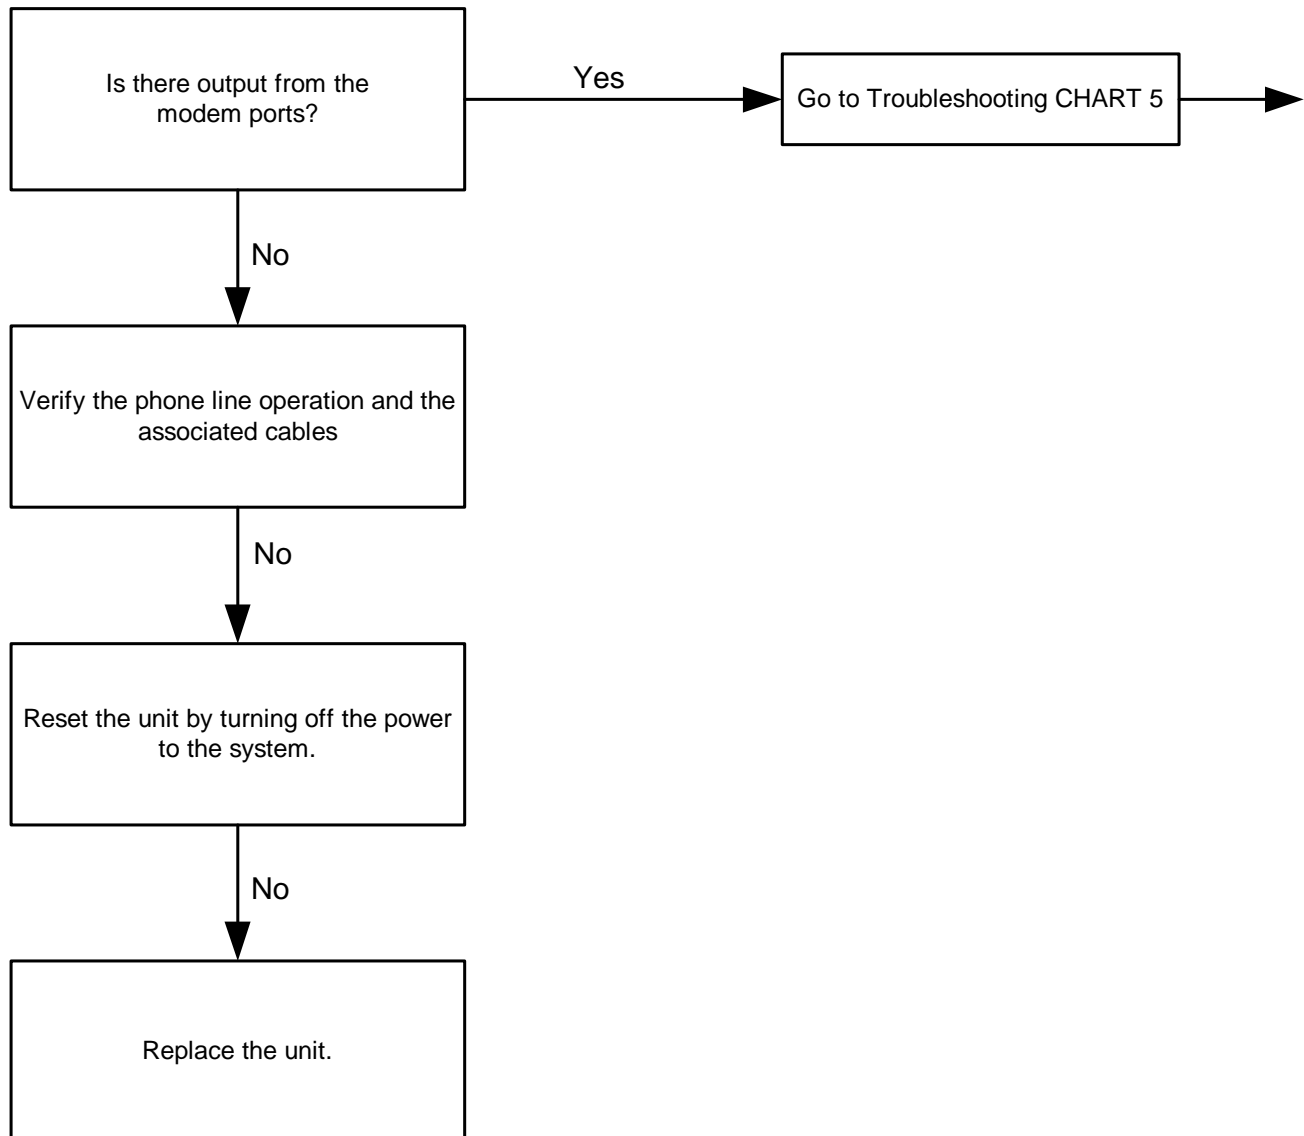 Is there output from the
modem ports?
Yes
Go to Troubleshooting CHART 5
No
Verify the phone line operation and the
associated cables
No
Reset the unit by turning off the power
to the system.
No
Replace the unit.